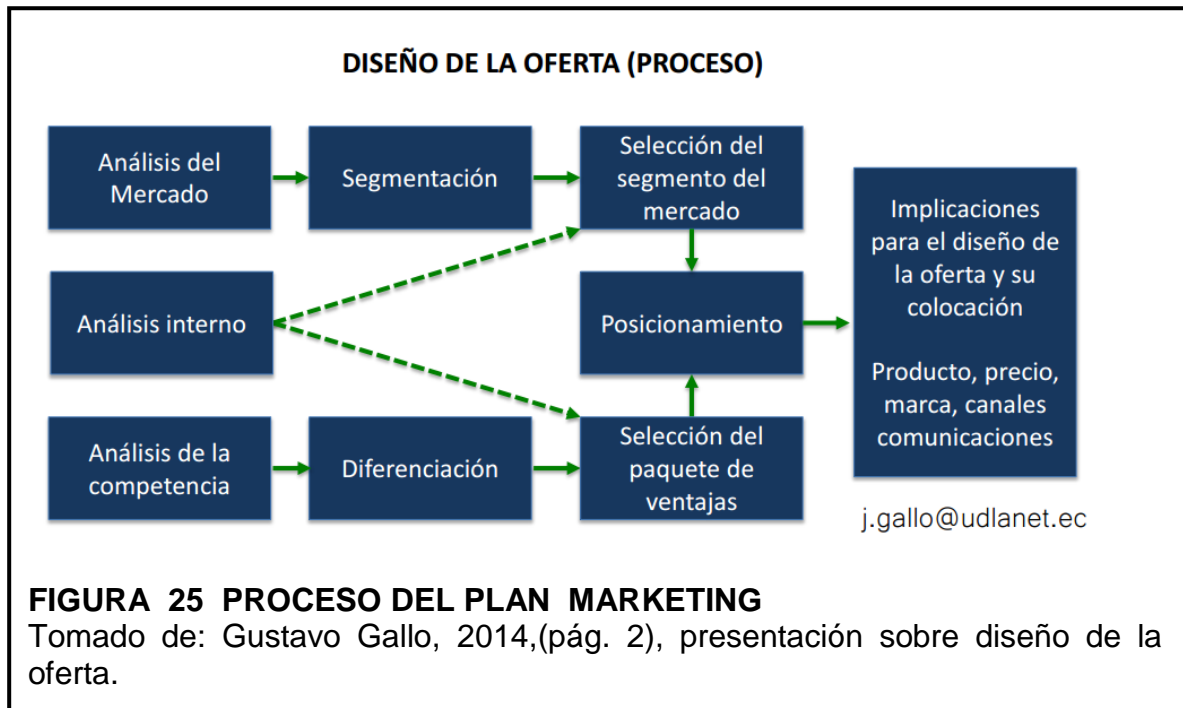 DISEÑO DE LA OFERTA (PROCESO)
Análisis del
Mercado
Segmentación
Selección del
segmento del
mercado
Análisis interno
Posicionamiento
Implicaciones
para el diseño de
la oferta y su
colocación
Producto, precio,
marca, canales
comunicaciones
Análisis de la
competencia
Diferenciación
Selección del
paquete de
ventajas
j.gallo@udlanet.ec
FIGURA 25 PROCESO DEL PLAN MARKETING
Tomado de: Gustavo Gallo, 2014,(pág. 2), presentación sobre diseño de la
oferta.